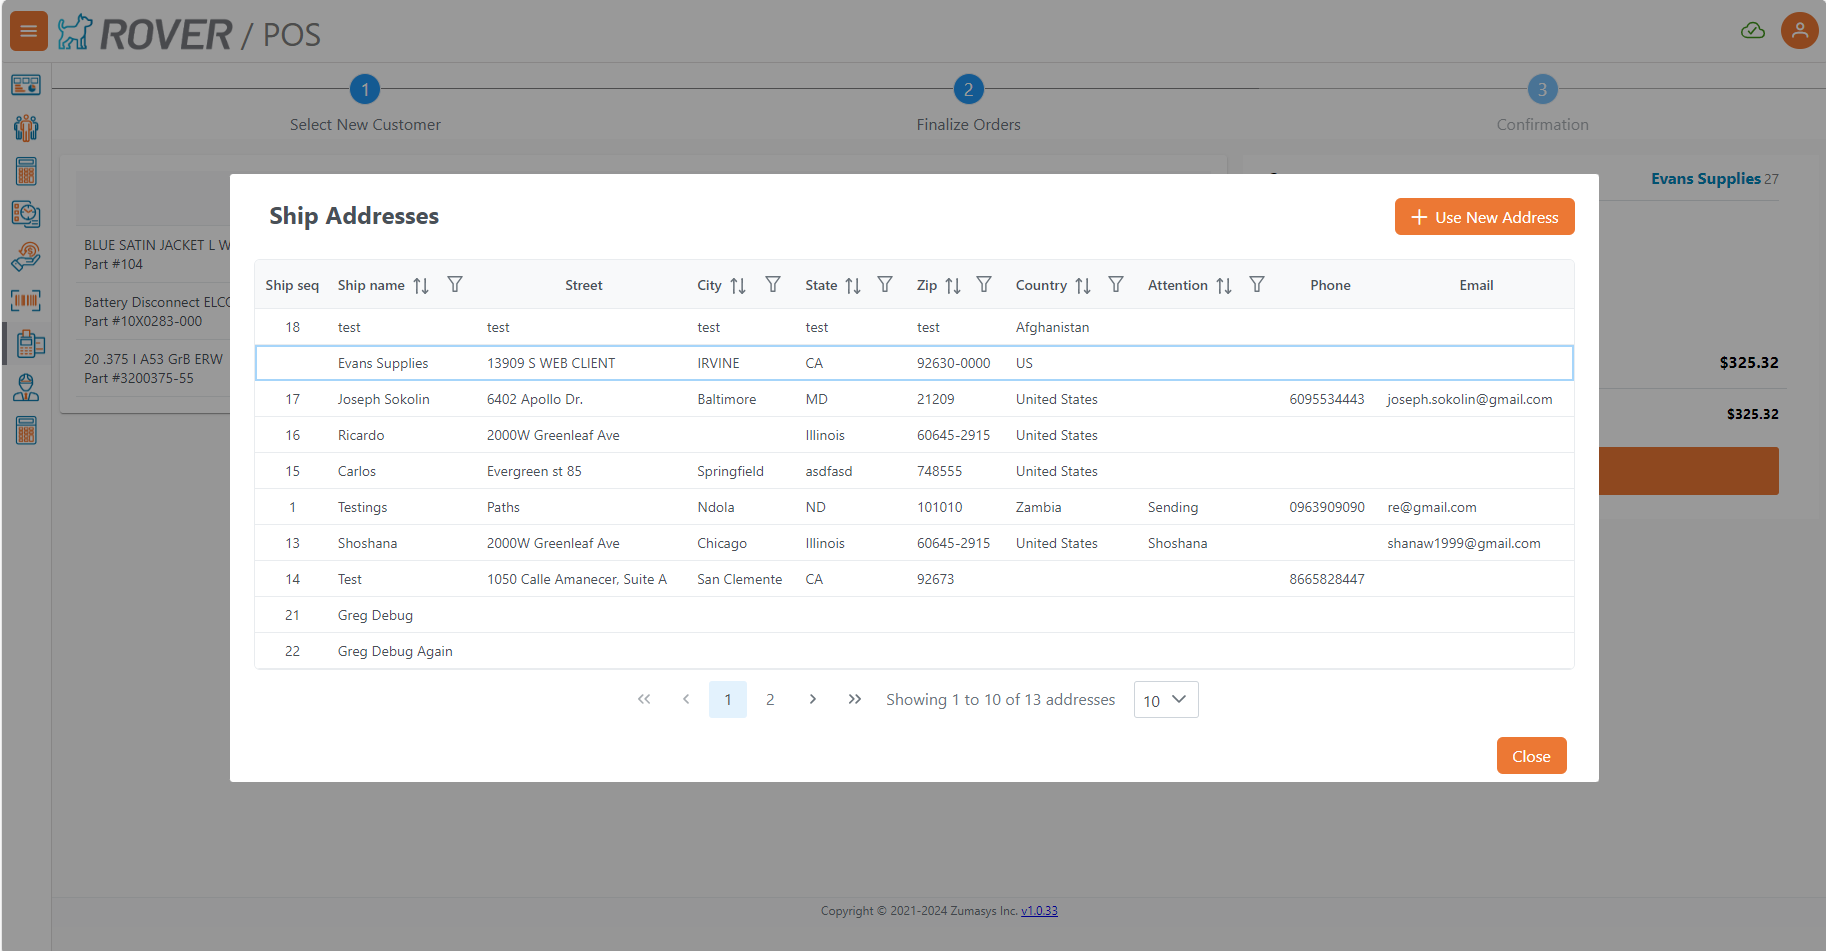 ROVER / POS
1 2 3
Select New Customer Finalize Orders Confirmation
Evans Supplies 27
BLUE SATIN JACKET L W
Part #104
Battery Disconnect ELCO
Part #10X0283-000
20 .375 I A53 GrB ERW
Part #3200375-55
$325.32
$325.32
Ship Addresses
Use New Address
Ship seq Ship name Street City State Zip Country Attention Phone Email
18 test test test test test Afghanistan
Evans Supplies 13909 S WEB CLIENT IRVINE CA 92630-0000 US
17 Joseph Sokolin 6402 Apollo Dr. Baltimore MD 21209 United States 6095534443 joseph.sokolin@gmail.com
16 Ricardo 2000W Greenleaf Ave Illinois 60645-2915 United States
15 Carlos Evergreen st 85 Springfield asdfasd 748555 United States
1 Testings Paths Ndola ND 101010 Zambia Sending 0963909090 re@gmail.com
13 Shoshana 2000W Greenleaf Ave Chicago Illinois 60645-2915 United States Shoshana shanaw1999@gmail.com
14 Test 1050 Calle Amanecer, Suite A San Clemente CA 92673 8665828447
21 Greg Debug
22 Greg Debug Again
« ‹ 1 2 › » Showing 1 to 10 of 13 addresses 10
Close
Copyright © 2021-2024 Zumasys Inc. v1.0.33